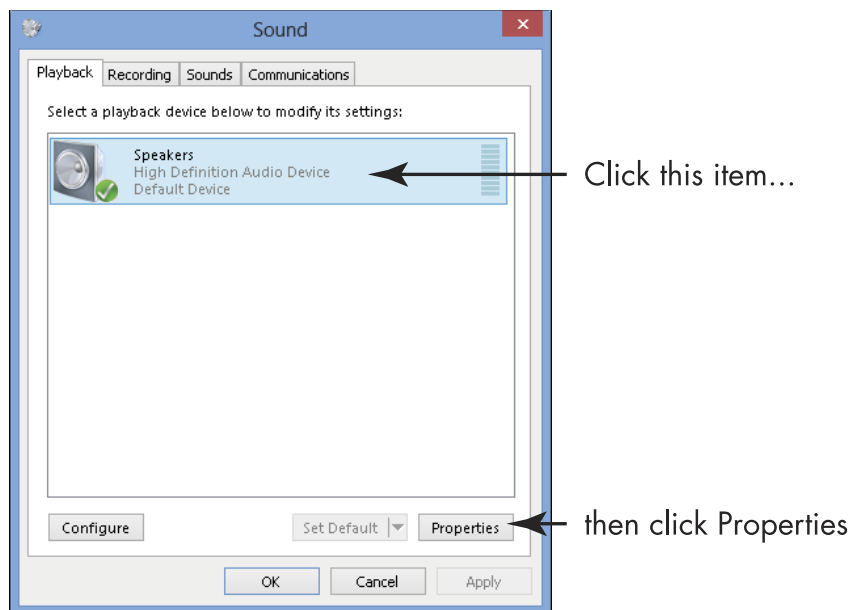 Sound
Playback Recording Sounds Communications
Select a playback device below to modify its settings:
Speakers
High Definition Audio Device
Default Device
Click this item...
Configure Set Default Properties
then click Properties
OK Cancel Apply